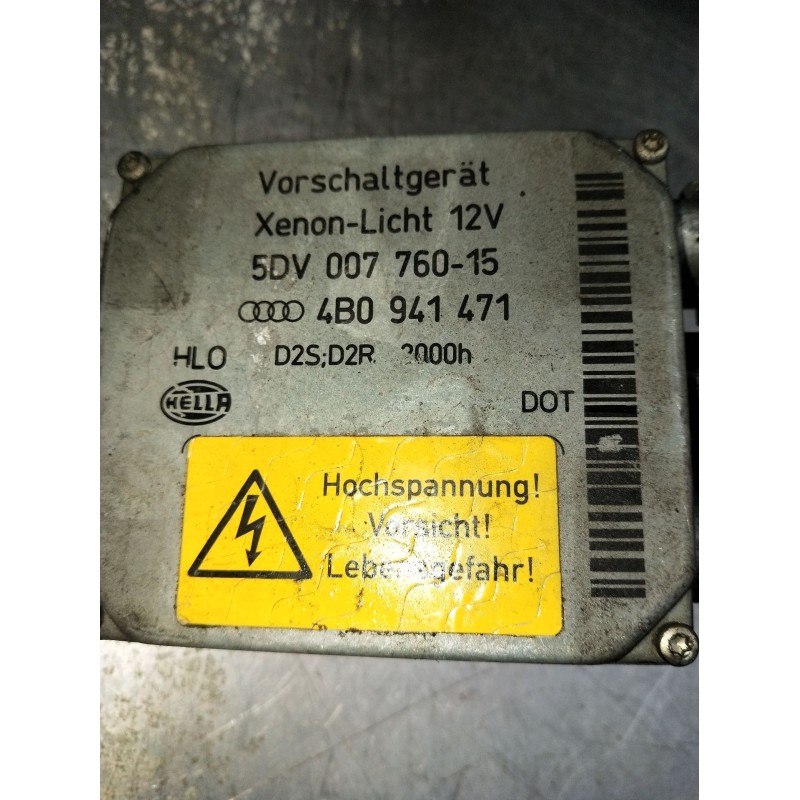 Vorschaltgerät
Xenon-Licht 12V
5DV 007 760-15
4B0 941 471
HLO D2S;D2R 2000h
HELLA DOT
Hochspannung!
Vorsicht!
Lebensgefahr!